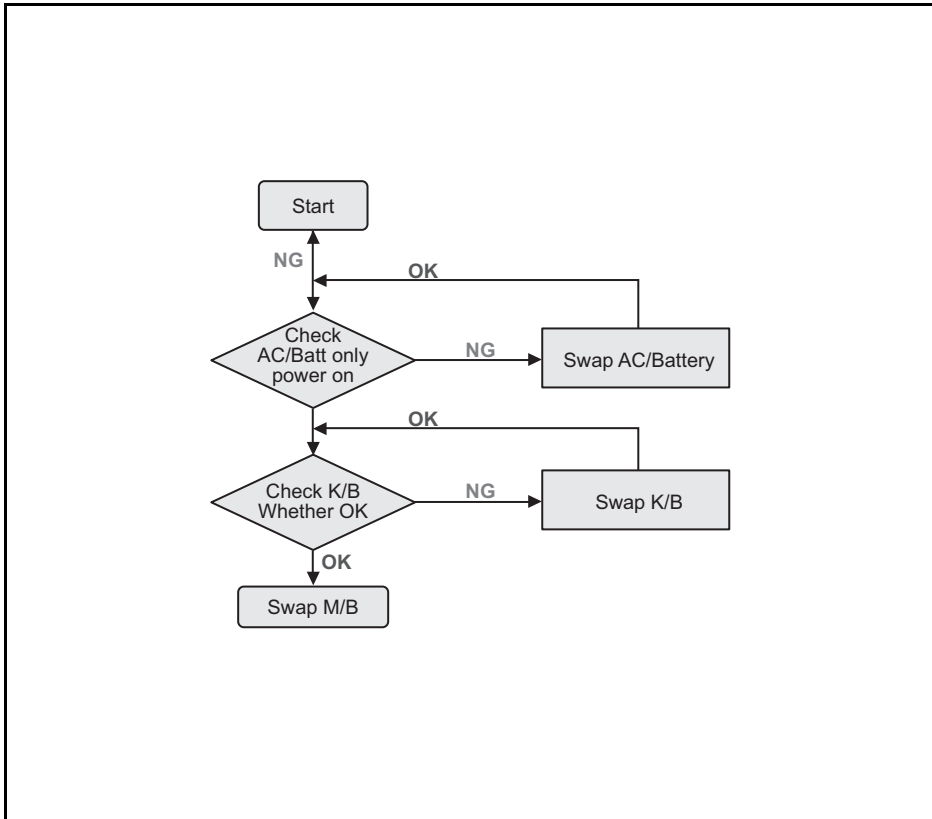 Start
NG
OK
Check
AC/Batt only
power on
NG
Swap AC/Battery
OK
Check K/B
Whether OK
NG
Swap K/B
OK
Swap M/B